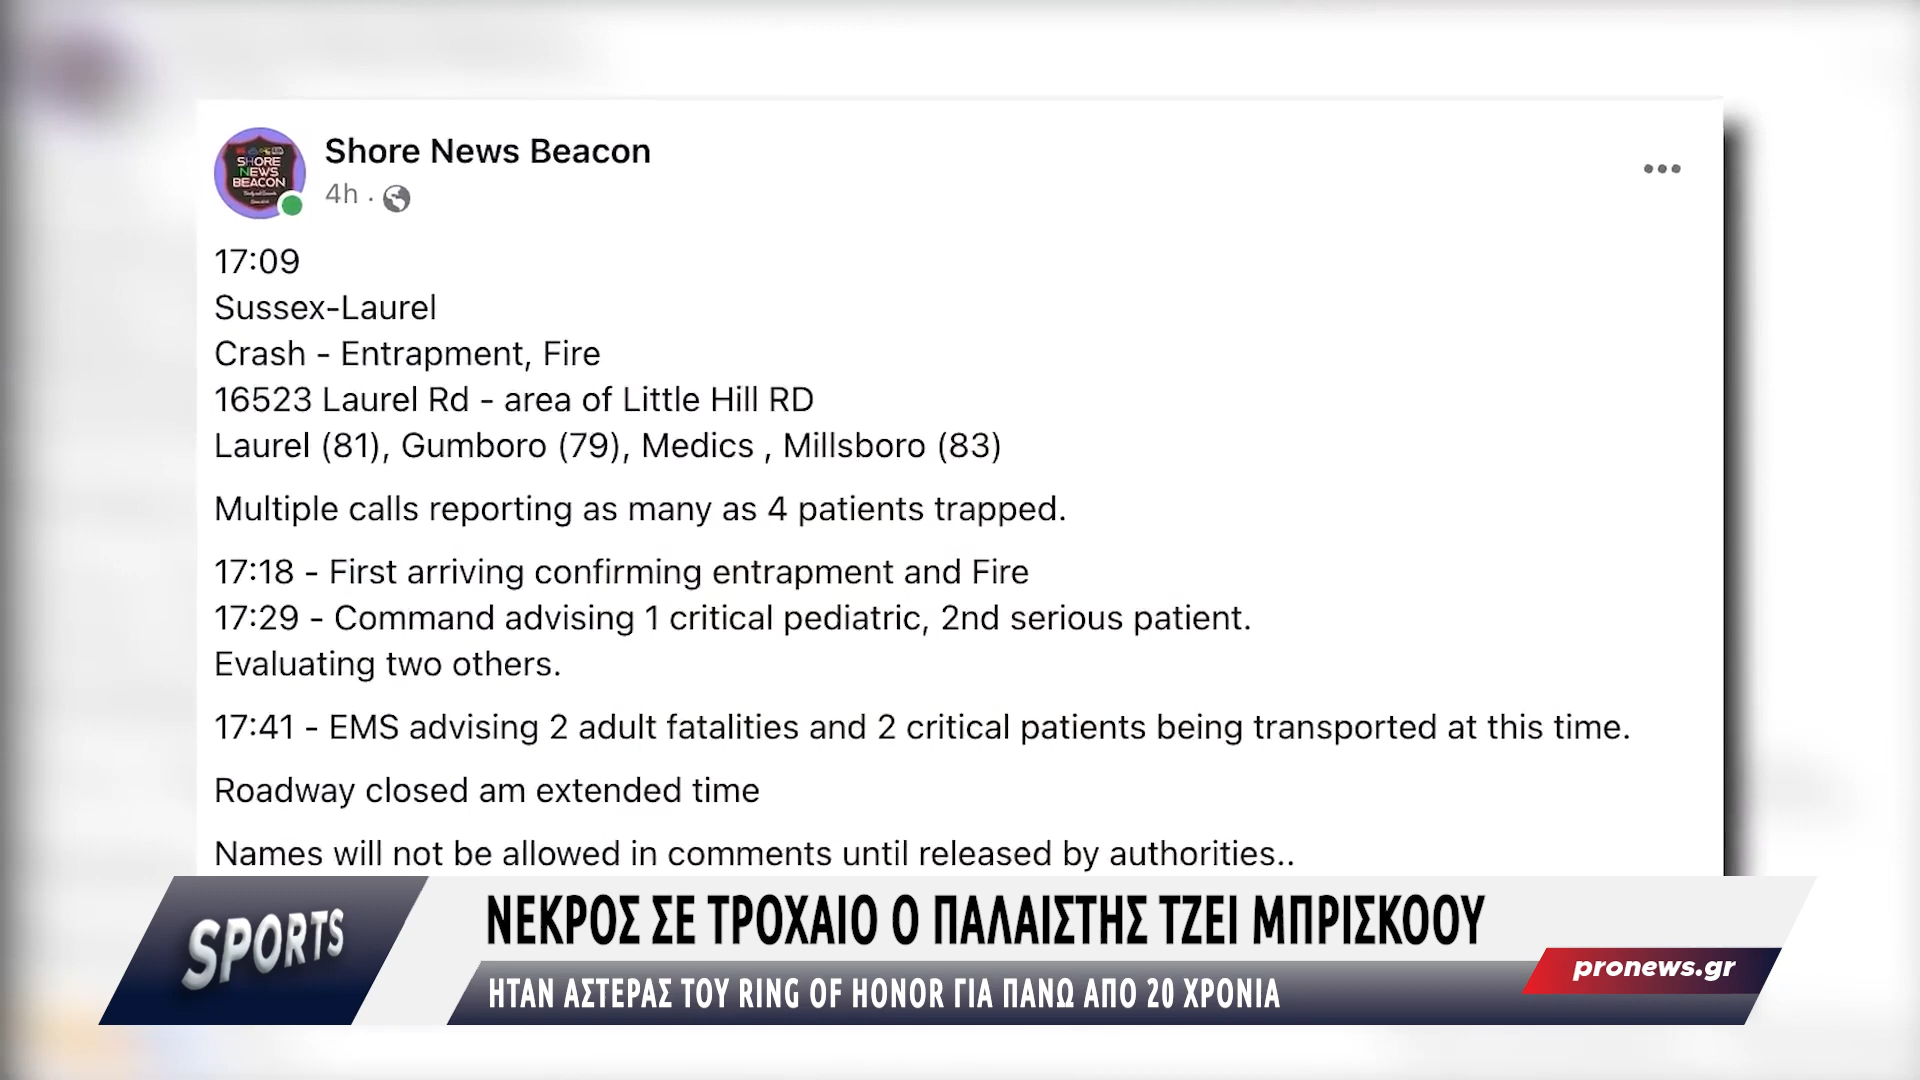 Shore News Beacon
4h ·
SHORE
NEWS
BEACON
17:09
Sussex-Laurel
Crash - Entrapment, Fire
16523 Laurel Rd - area of Little Hill RD
Laurel (81), Gumboro (79), Medics , Millsboro (83)
Multiple calls reporting as many as 4 patients trapped.
17:18 - First arriving confirming entrapment and Fire
17:29 - Command advising 1 critical pediatric, 2nd serious patient.
Evaluating two others.
17:41 - EMS advising 2 adult fatalities and 2 critical patients being transported at this time.
Roadway closed am extended time
Names will not be allowed in comments until released by authorities..
SPORTS
ΝΕΚΡΟΣ ΣΕ ΤΡΟΧΑΙΟ Ο ΠΑΛΑΙΣΤΗΣ ΤΖΕΙ ΜΠΡΙΣΚΟΟΥ
pronews.gr
ΗΤΑΝ ΑΣΤΕΡΑΣ ΤΟΥ RING OF HONOR ΓΙΑ ΠΑΝΩ ΑΠΟ 20 ΧΡΟΝΙΑ